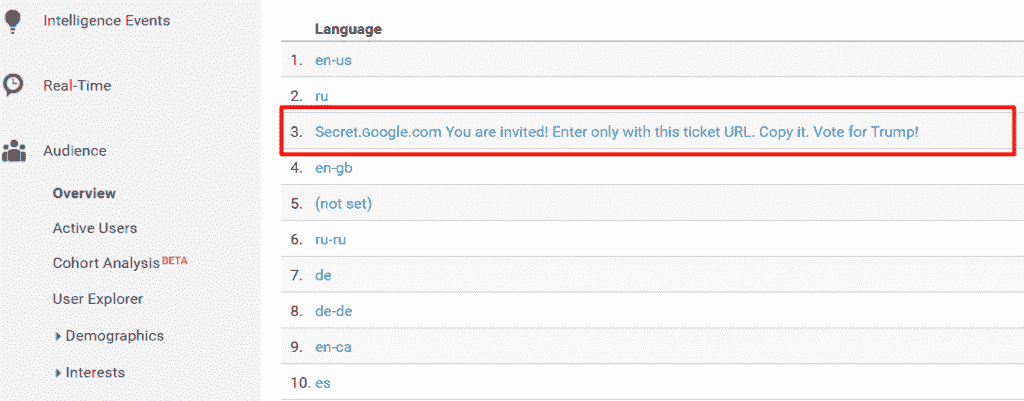 Intelligence Events
Real-Time
Audience
Overview
Active Users
Cohort Analysis BETA
User Explorer
Demographics
Interests
Language
1. en-us
2. ru
3. Secret.ɢoogle.com You are invited! Enter only with this ticket URL. Copy it. Vote for Trump!
4. en-gb
5. (not set)
6. ru-ru
7. de
8. de-de
9. en-ca
10. es